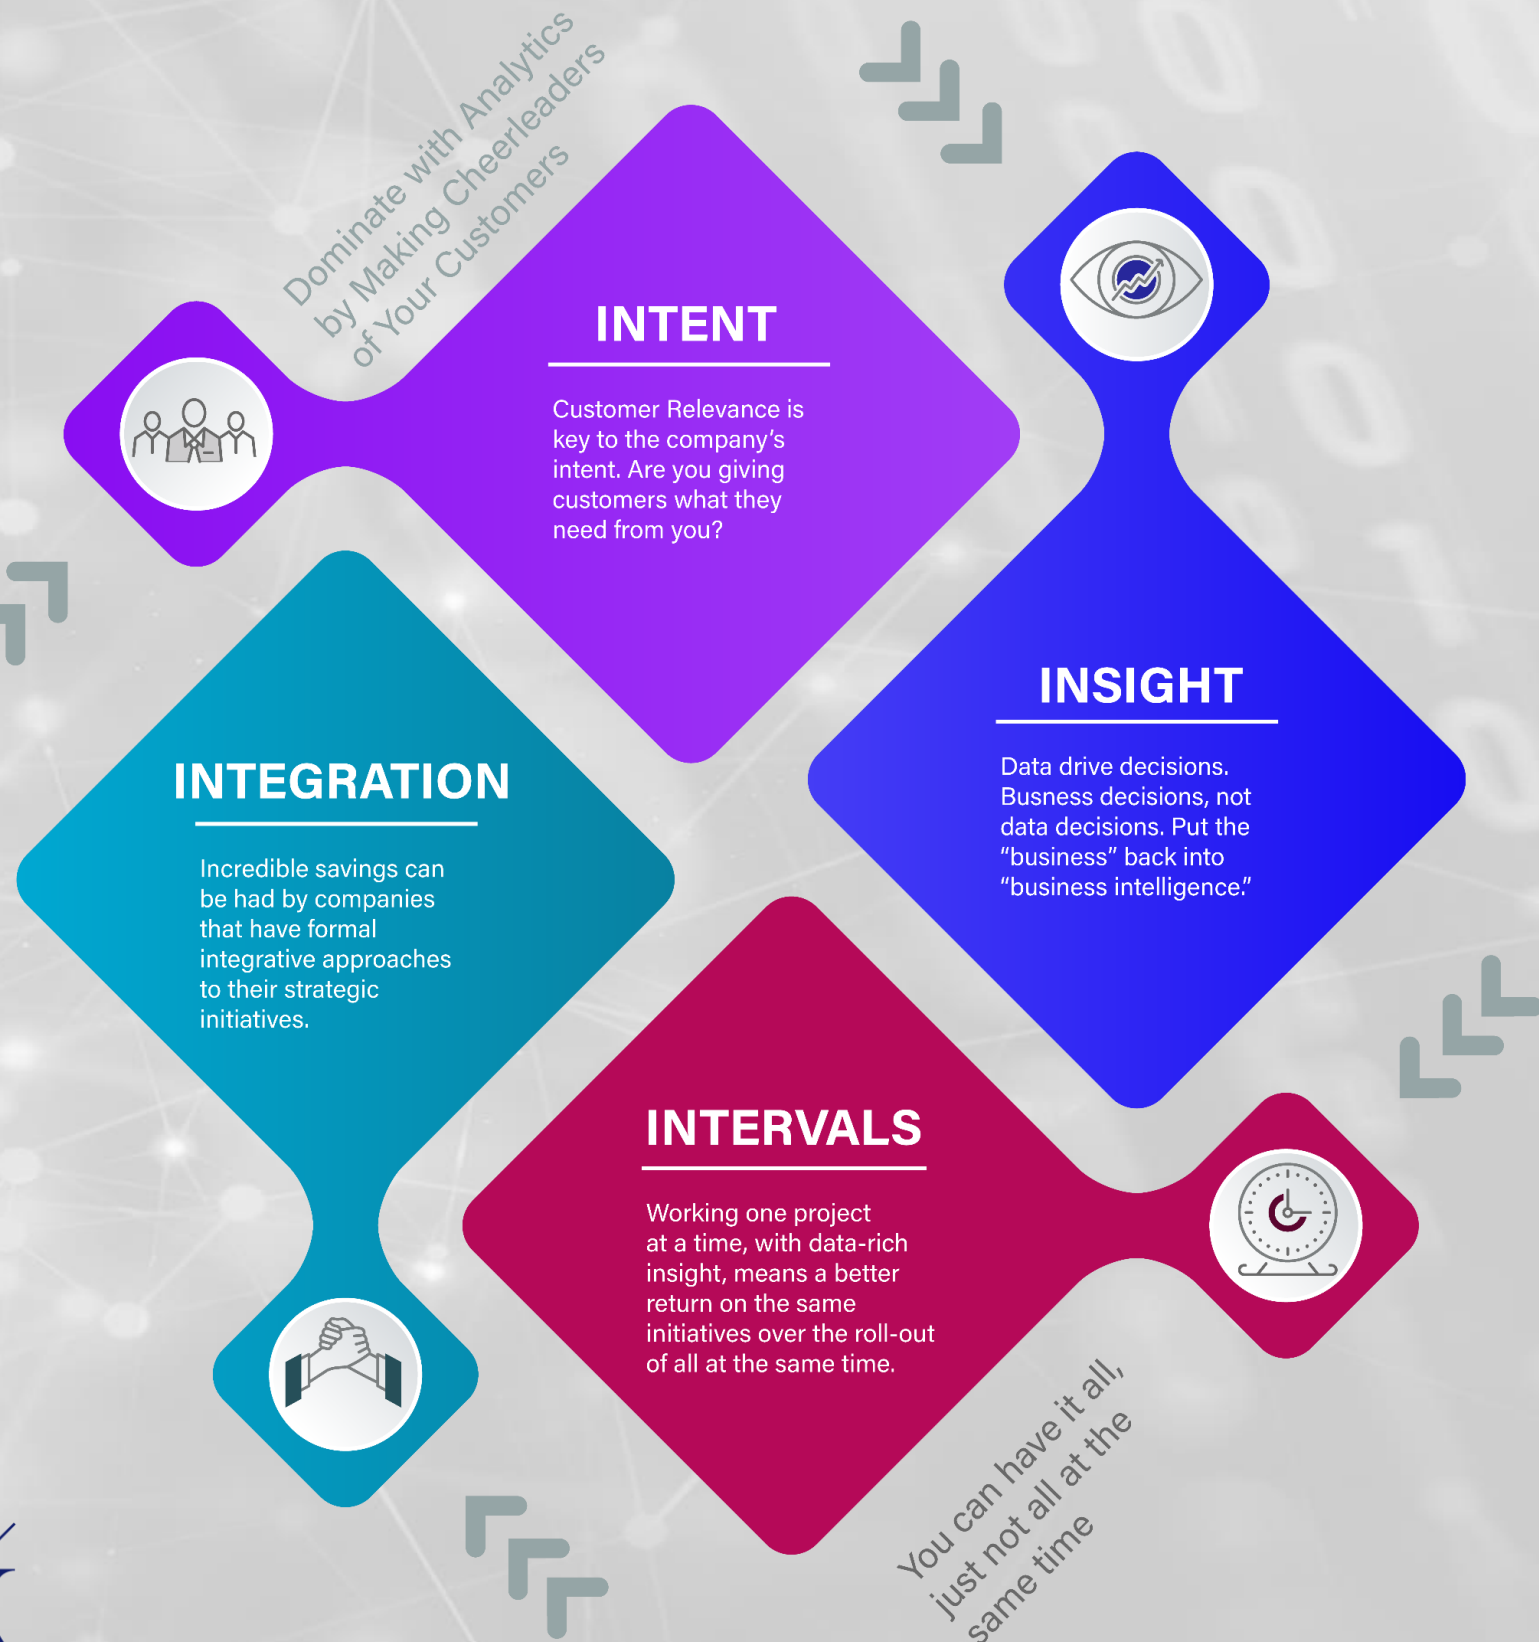 Dominate with Analytics
by Making Cheerleaders
of Your Customers
INTENT
Customer Relevance is
key to the company's
intent. Are you giving
customers what they
need from you?
INSIGHT
Data drive decisions.
Busness decisions, not
data decisions. Put the
“business” back into
“business intelligence.”
INTEGRATION
Incredible savings can
be had by companies
that have formal
integrative approaches
to their strategic
initiatives.
INTERVALS
Working one project
at a time, with data-rich
insight, means a better
return on the same
initiatives over the roll-out
of all at the same time.
You can have it all,
just not all at the
same time